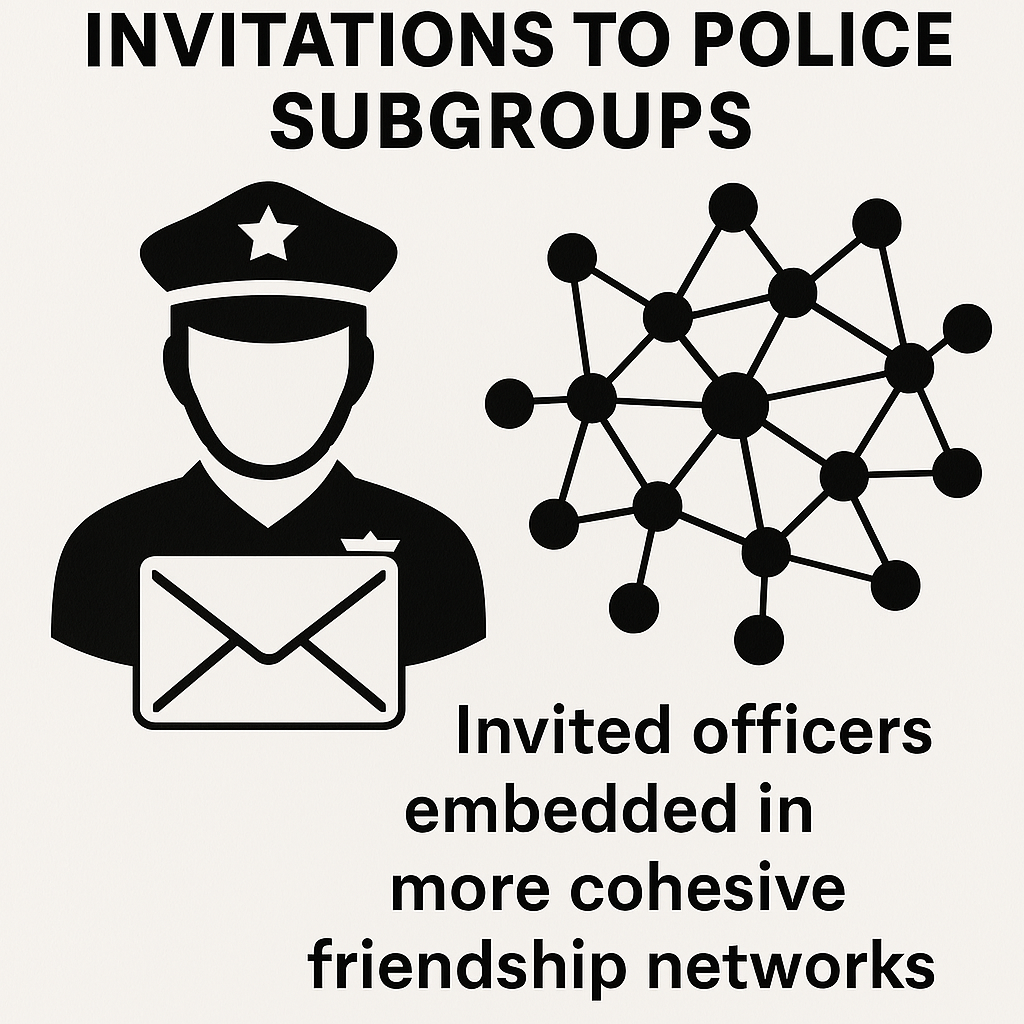 INVITATIONS TO POLICE
SUBGROUPS
Invited officers
embedded in
more cohesive
friendship networks